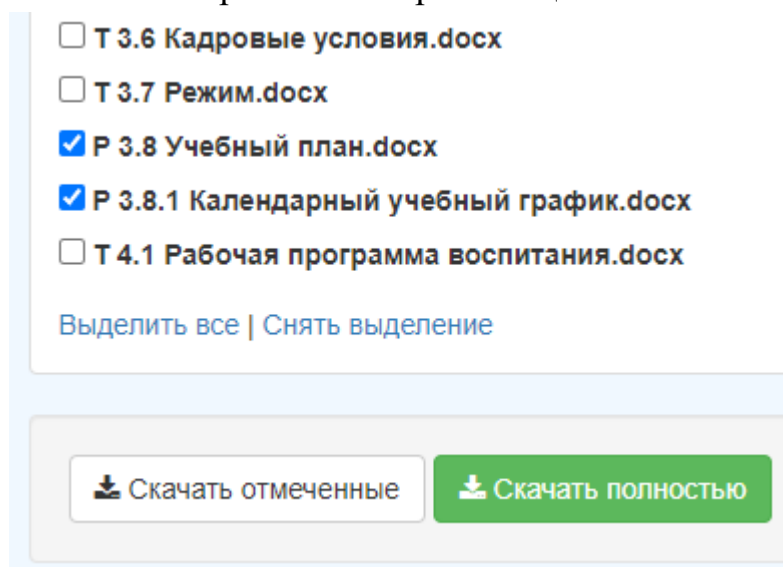 Т 3.6 Кадровые условия.docx
Т 3.7 Режим.docx
Р 3.8 Учебный план.docx
Р 3.8.1 Календарный учебный график.docx
Т 4.1 Рабочая программа воспитания.docx
Выделить все | Снять выделение
Скачать отмеченные Скачать полностью